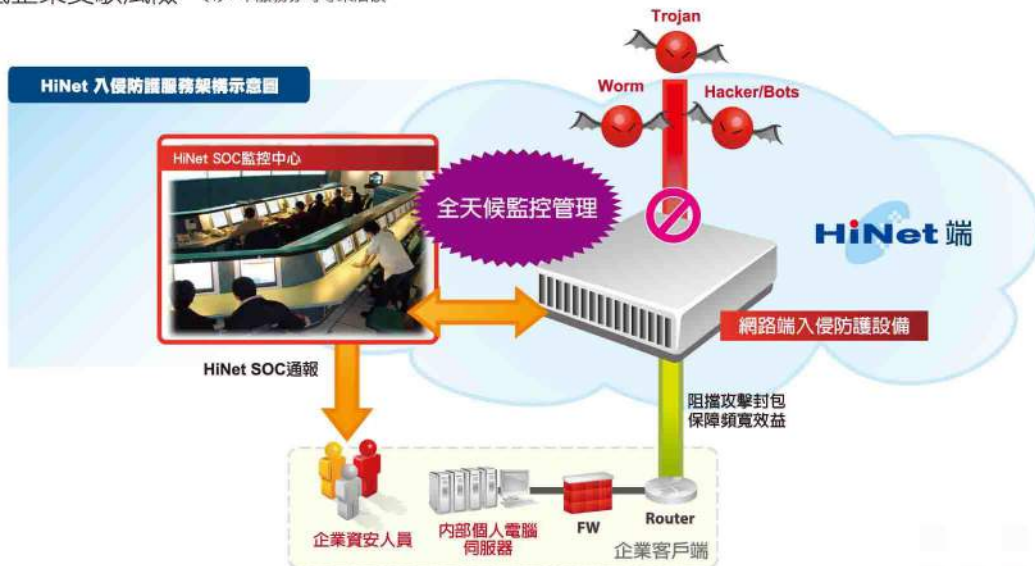 Trojan
HiNet 入侵防護服務架構示意圖
Worm
Hacker/Bots
HiNet SOC監控中心
全天候監控管理
HiNet 端
網路端入侵防護設備
HiNet SOC通報
阻擋攻擊封包
保障頻寬效益
企業資安人員
內部個人電腦
伺服器
FW
Router
企業客戶端